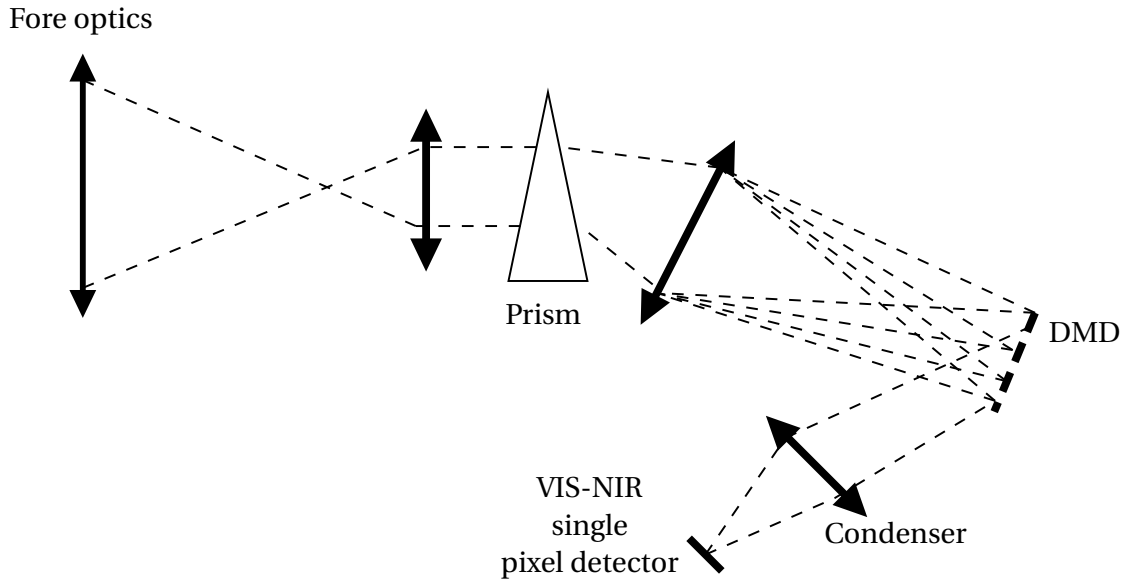 Fore optics
Prism
DMD
VIS-NIR
single
pixel detector
Condenser